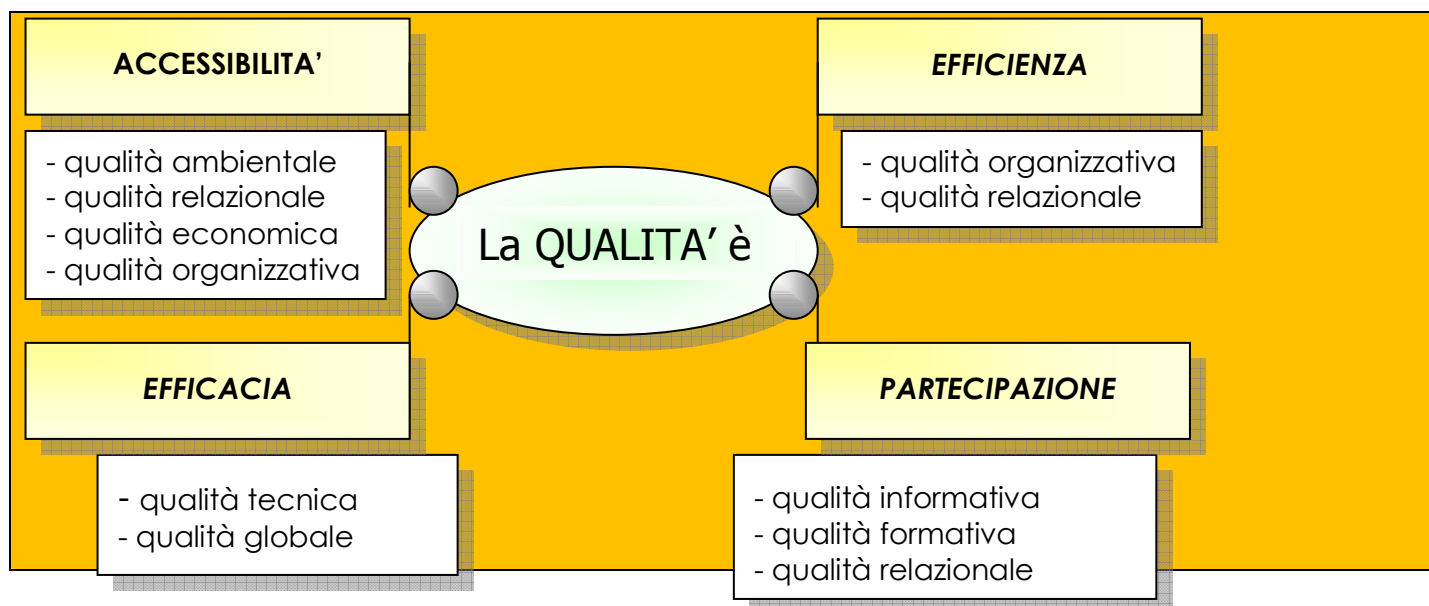 ACCESSIBILITA’
- qualità ambientale
- qualità relazionale
- qualità economica
- qualità organizzativa
EFFICIENZA
- qualità organizzativa
- qualità relazionale
La QUALITA’ è
EFFICACIA
- qualità tecnica
- qualità globale
PARTECIPAZIONE
- qualità informativa
- qualità formativa
- qualità relazionale